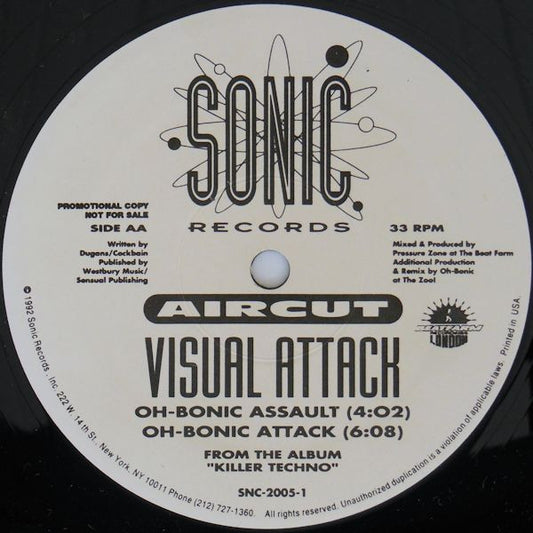 SONIC
RECORDS
PROMOTIONAL COPY
NOT FOR SALE
SIDE AA
Written by
Dugans/Cockbain
Published by
Westbury Music/
Sensual Publishing
33 RPM
Mixed & Produced by
Pressure Zone at The Beat Farm
Additional Production
& Remix by Oh-Bonic
at The Zoo!
AIRCUT
BEATFARM
LONDON
VISUAL ATTACK
OH-BONIC ASSAULT (4:02)
OH-BONIC ATTACK (6:08)
FROM THE ALBUM
"KILLER TECHNO"
SNC-2005-1
℗ 1992 Sonic Records, Inc. 222 W. 14th St., New York, NY 10011 Phone (212) 727-1360. All rights reserved. Unauthorized duplication is a violation of applicable laws. Printed in USA.